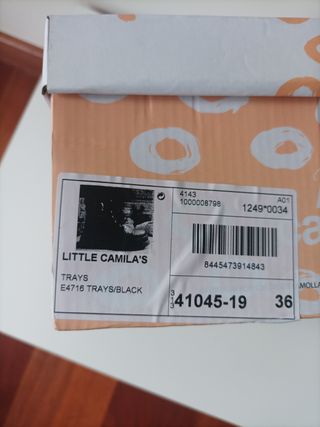 4143
1000008798
A01
1249*0034
8445473914843
LITTLE CAMILA'S
TRAYS
E4716 TRAYS/BLACK
41045-19
36